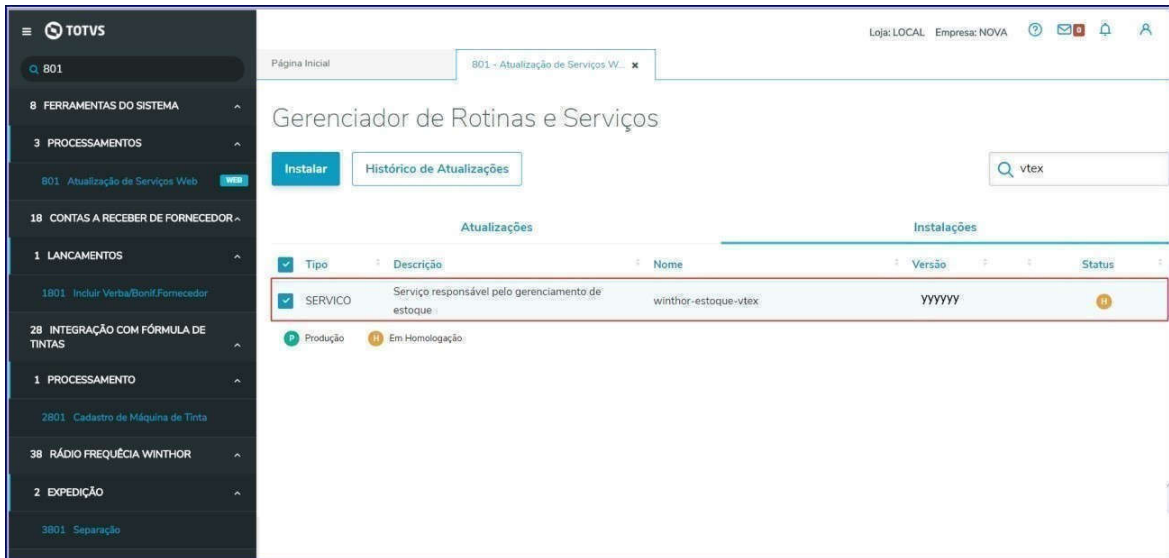 TOTVS
Loja: LOCAL Empresa: NOVA
0
801
Página Inicial
801 - Atualização de Serviços W...
8 FERRAMENTAS DO SISTEMA
3 PROCESSAMENTOS
801 Atualização de Serviços Web WEB
18 CONTAS A RECEBER DE FORNECEDOR
1 LANCAMENTOS
1801 Incluir Verba/Bonif.Fornecedor
28 INTEGRAÇÃO COM FÓRMULA DE
TINTAS
1 PROCESSAMENTO
2801 Cadastro de Máquina de Tinta
38 RÁDIO FREQUÊCIA WINTHOR
2 EXPEDIÇÃO
3801 Separação
Gerenciador de Rotinas e Serviços
Instalar Histórico de Atualizações
vtex
Atualizações Instalações
Tipo Descrição Nome Versão Status
SERVICO Serviço responsável pelo gerenciamento de
estoque winthor-estoque-vtex yyyyyy H
P Produção H Em Homologação